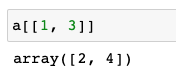 a[[1, 3]]
array([2, 4])